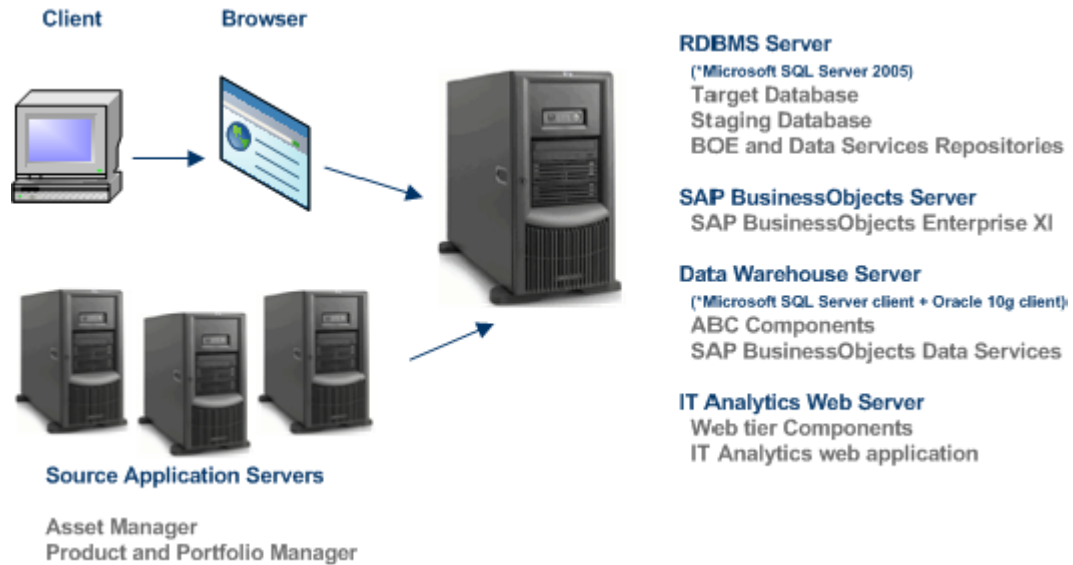 Client
Browser
RDBMS Server
(*Microsoft SQL Server 2005)
Target Database
Staging Database
BOE and Data Services Repositories
SAP BusinessObjects Server
SAP BusinessObjects Enterprise XI
Data Warehouse Server
(*Microsoft SQL Server client + Oracle 10g client)
ABC Components
SAP BusinessObjects Data Services
IT Analytics Web Server
Web tier Components
IT Analytics web application
Source Application Servers
Asset Manager
Product and Portfolio Manager